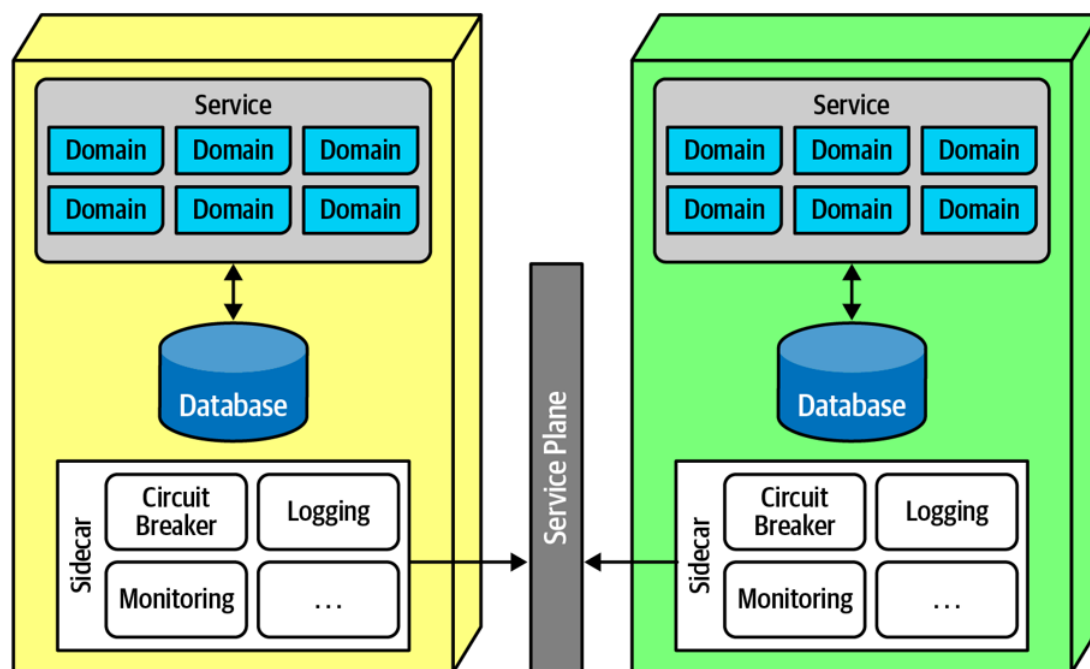 Service
Domain Domain Domain
Domain Domain Domain
Database
Sidecar
Circuit
Breaker
Logging
Monitoring
...
Service Plane
Service
Domain Domain Domain
Domain Domain Domain
Database
Sidecar
Circuit
Breaker
Logging
Monitoring
...